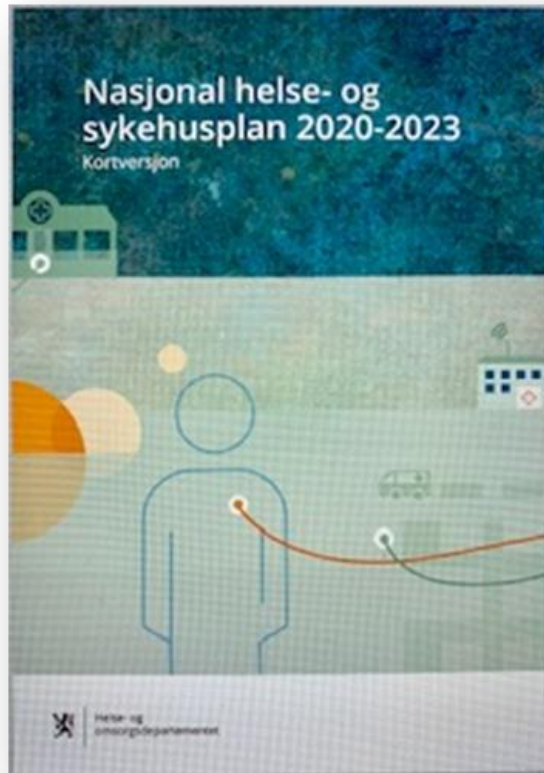 Nasjonal helse- og
sykehusplan 2020-2023
Kortversjon
Helse- og
omsorgsdepartementet